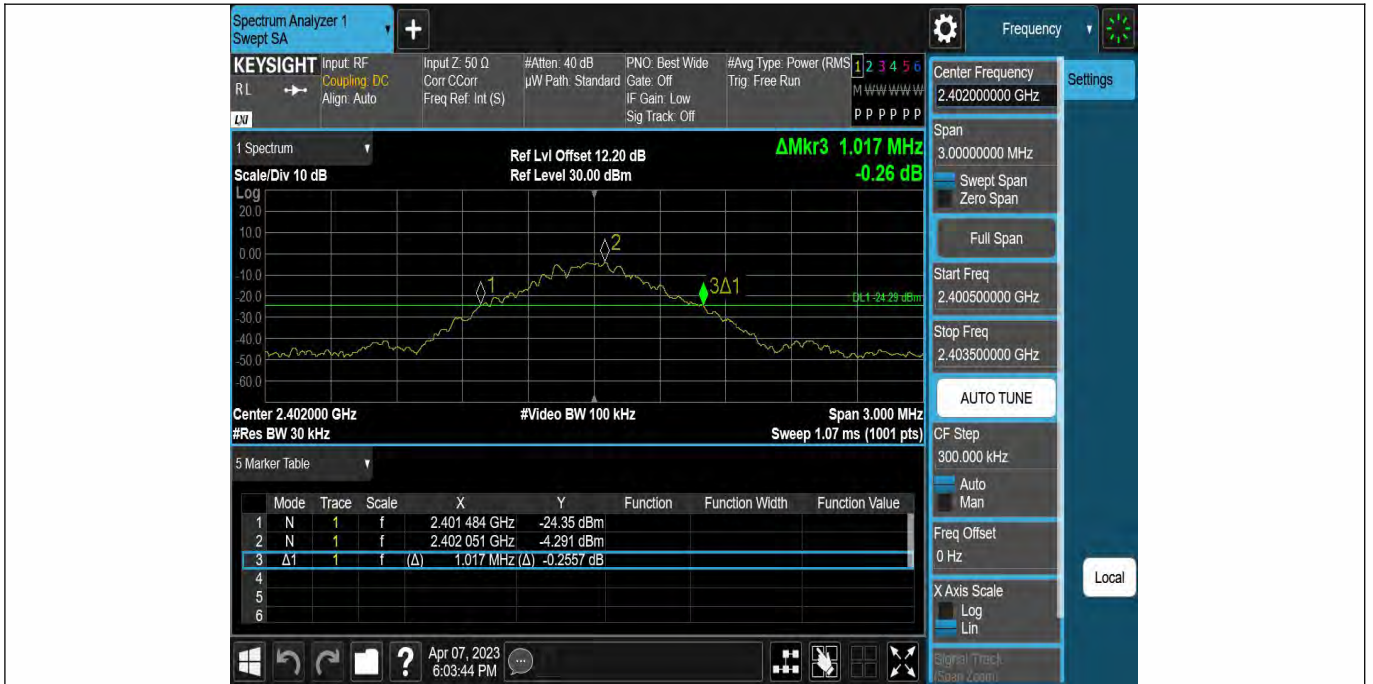 Spectrum Analyzer 1
Swept SA
Frequency
KEYSIGHT
RL
LXI
Input: RF
Coupling: DC
Align: Auto
Input Z: 50 Ω
Corr CCorr
Freq Ref: Int (S)
#Atten: 40 dB
µW Path: Standard
PNO: Best Wide
Gate: Off
IF Gain: Low
Sig Track: Off
#Avg Type: Power (RMS
Trig: Free Run
1 2 3 4 5 6
M W W W W W
P P P P P P
Center Frequency
2.402000000 GHz
Settings
Span
3.00000000 MHz
Swept Span
Zero Span
Full Span
Start Freq
2.400500000 GHz
Stop Freq
2.403500000 GHz
AUTO TUNE
CF Step
300.000 kHz
Auto
Man
Freq Offset
0 Hz
X Axis Scale
Log
Lin
Signal Track
(Span Zoom)
Local
1 Spectrum
Scale/Div 10 dB
Ref Lvl Offset 12.20 dB
Ref Level 30.00 dBm
ΔMkr3 1.017 MHz
-0.26 dB
Log
20.0
10.0
0.00
-10.0
-20.0
-30.0
-40.0
-50.0
-60.0
1
2
3Δ1
DL1 -24.29 dBm
Center 2.402000 GHz
#Res BW 30 kHz
#Video BW 100 kHz
Span 3.000 MHz
Sweep 1.07 ms (1001 pts)
5 Marker Table
Mode Trace Scale X Y Function Function Width Function Value
1 N 1 f 2.401 484 GHz -24.35 dBm
2 N 1 f 2.402 051 GHz -4.291 dBm
3 Δ1 1 f (Δ) 1.017 MHz (Δ) -0.2557 dB
4
5
6
?
Apr 07, 2023
6:03:44 PM